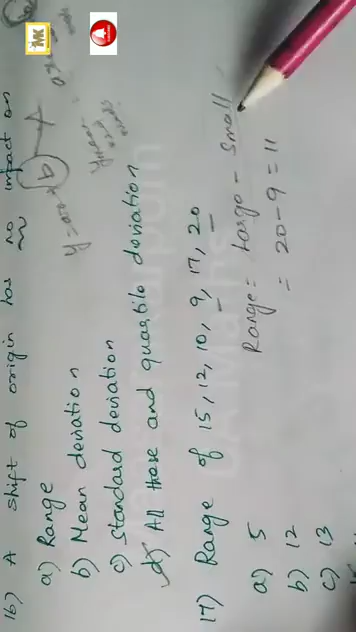 16) A shift of origin has no impact on
a) Range
b) Mean deviation
c) Standard deviation
d) All these and quartile deviation
17) Range of 15, 12, 10, 9, 17, 20
a) 5
b) 12
c) 13
Range = Large - Small
= 20 - 9 = 11
MK